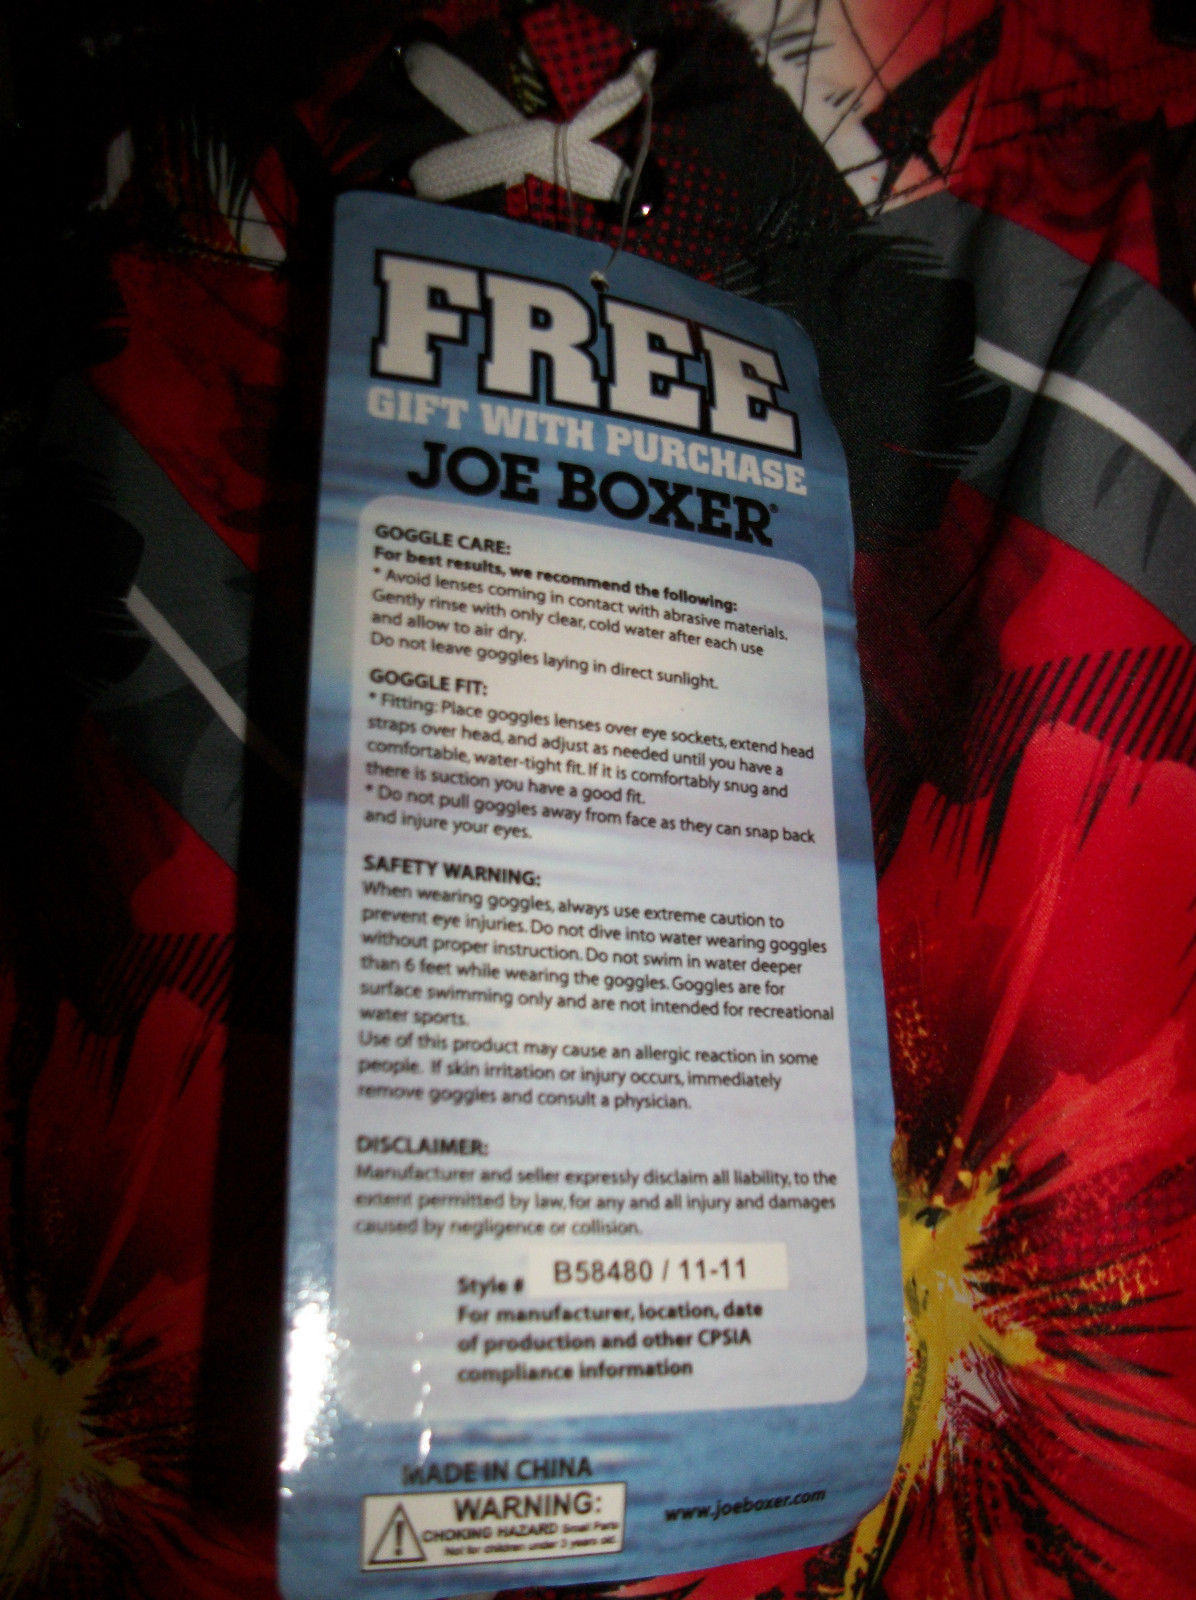 FREE
GIFT WITH PURCHASE
JOE BOXER®
GOGGLE CARE:
For best results, we recommend the following:
* Avoid lenses coming in contact with abrasive materials.
Gently rinse with only clear, cold water after each use
and allow to air dry.
Do not leave goggles laying in direct sunlight.
GOGGLE FIT:
* Fitting: Place goggles lenses over eye sockets, extend head
straps over head, and adjust as needed until you have a
comfortable, water-tight fit. If it is comfortably snug and
there is suction you have a good fit.
* Do not pull goggles away from face as they can snap back
and injure your eyes.
SAFETY WARNING:
When wearing goggles, always use extreme caution to
prevent eye injuries. Do not dive into water wearing goggles
without proper instruction. Do not swim in water deeper
than 6 feet while wearing the goggles. Goggles are for
surface swimming only and are not intended for recreational
water sports.
Use of this product may cause an allergic reaction in some
people. If skin irritation or injury occurs, immediately
remove goggles and consult a physician.
DISCLAIMER:
Manufacturer and seller expressly disclaim all liability, to the
extent permitted by law, for any and all injury and damages
caused by negligence or collision.
Style # B58480 / 11-11
For manufacturer, location, date
of production and other CPSIA
compliance information
MADE IN CHINA
WARNING:
CHOKING HAZARD Small Parts
Not for children under 3 years old.
www.joeboxer.com